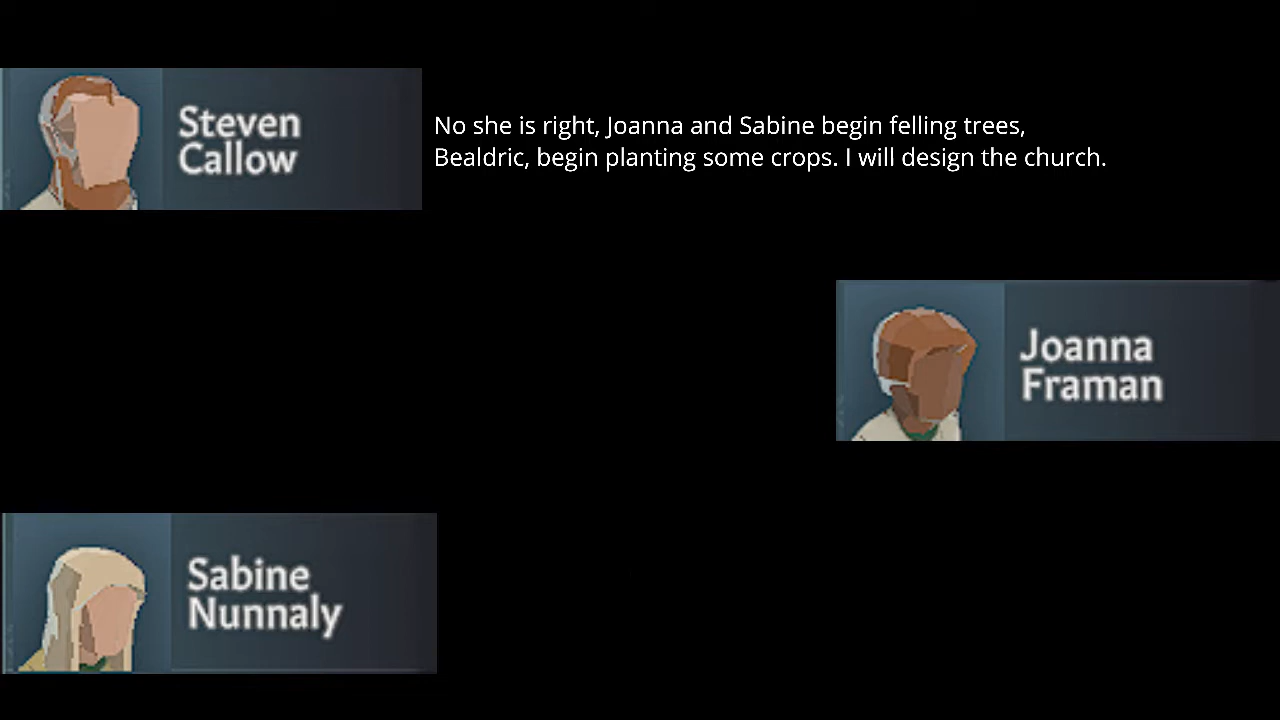 Steven
Callow
No she is right, Joanna and Sabine begin felling trees,
Bealdric, begin planting some crops. I will design the church.
Joanna
Framan
Sabine
Nunnaly